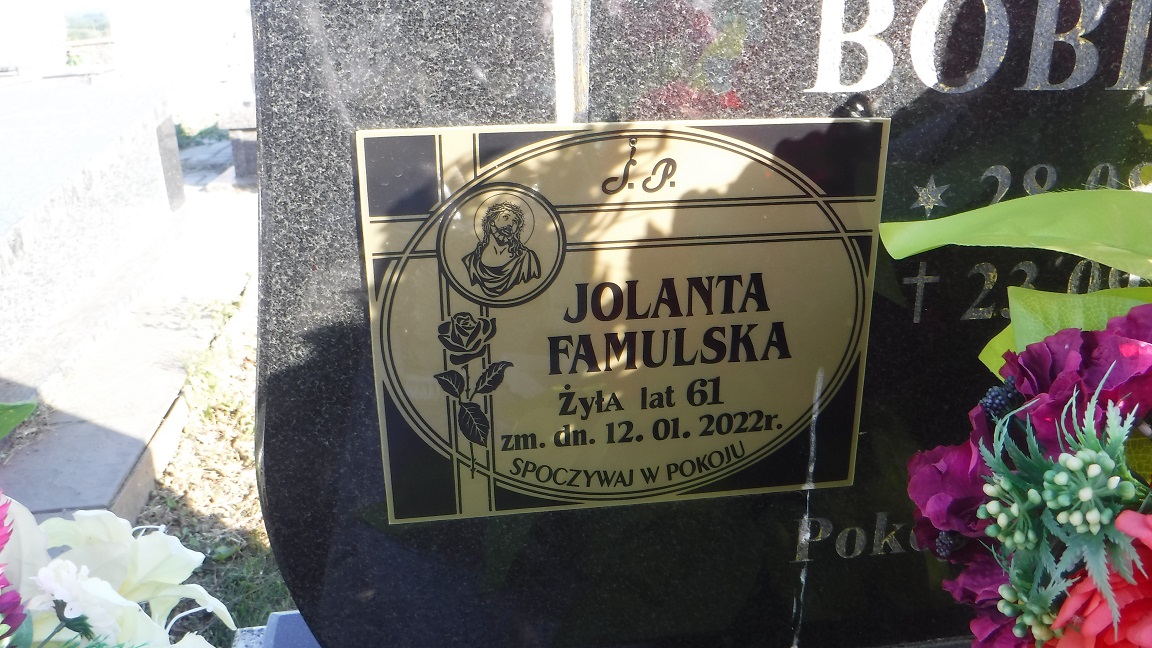 Ś.P.
JOLANTA
FAMULSKA
Żyła lat 61
zm. dn. 12. 01. 2022r.
SPOCZYWAJ W POKOJU